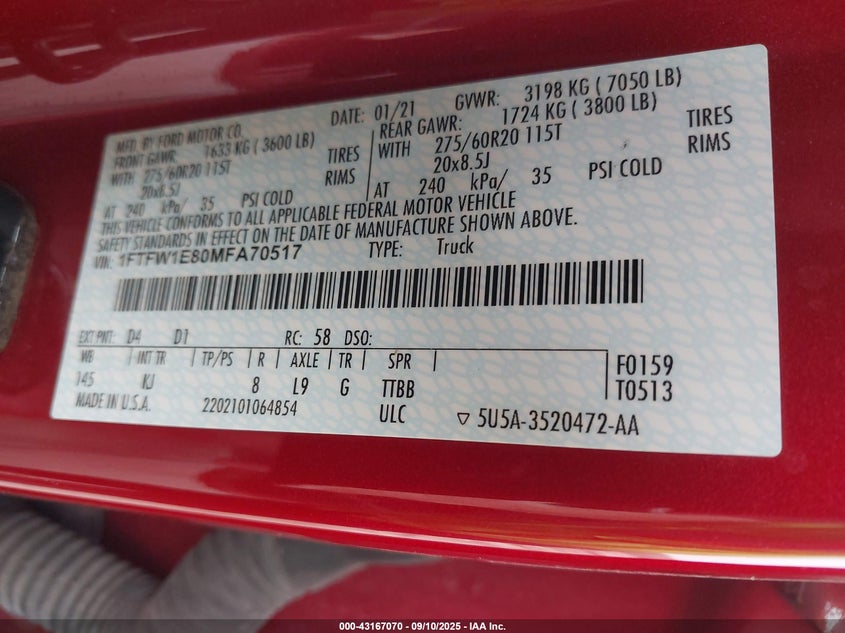 MFD. BY FORD MOTOR CO.
DATE: 01/21 GVWR: 3198 KG ( 7050 LB)
FRONT GAWR: 1633 KG ( 3600 LB)
REAR GAWR: 1724 KG ( 3800 LB)
WITH 275/60R20 115T TIRES
WITH 275/60R20 115T TIRES
20x8.5J RIMS
20x8.5J RIMS
AT 240 kPa/ 35 PSI COLD
AT 240 kPa/ 35 PSI COLD
THIS VEHICLE CONFORMS TO ALL APPLICABLE FEDERAL MOTOR VEHICLE
SAFETY STANDARDS IN EFFECT ON THE DATE OF MANUFACTURE SHOWN ABOVE.
VIN: 1FTFW1E80MFA70517 TYPE: Truck
EXT PNT: D4 D1 RC: 58 DSO:
WB INT TR TP/PS R AXLE TR SPR
145 KJ 8 L9 G TTBB
F0159
T0513
MADE IN U.S.A. 2202101064854 ULC ▽ 5U5A-3520472-AA
000-43167070 - 09/10/2025 - IAA Inc.